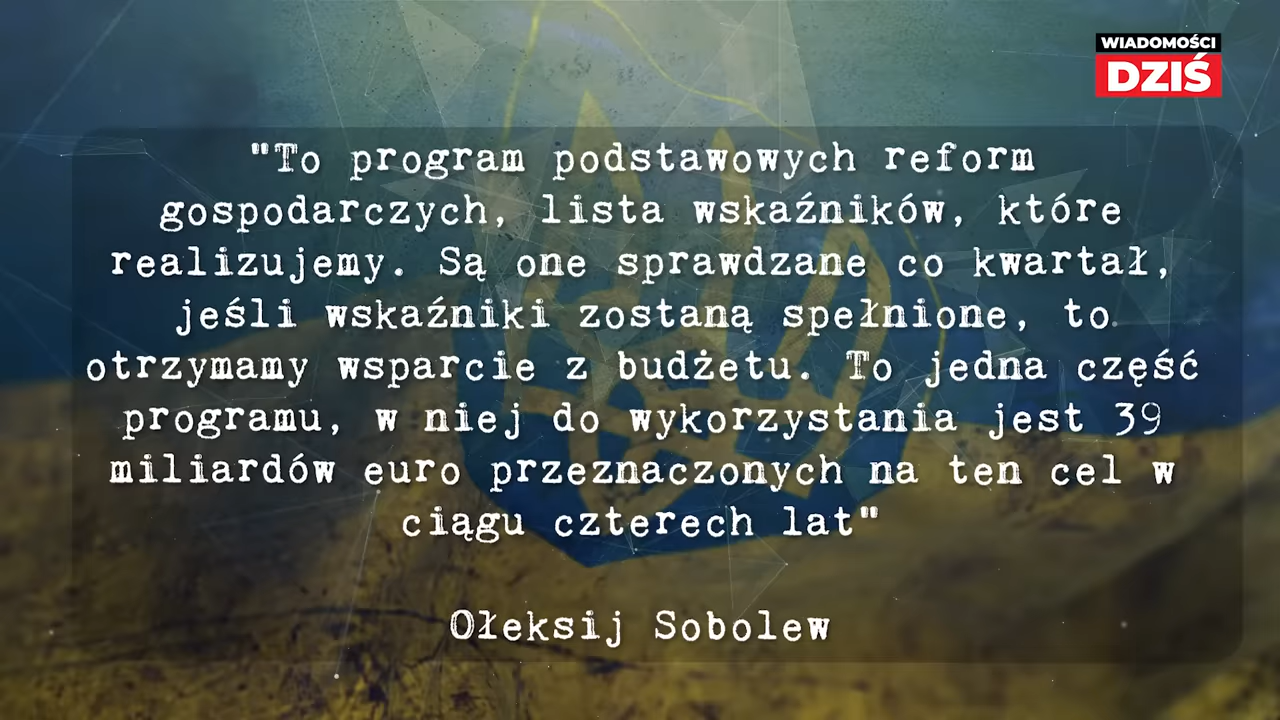 WIADOMOŚCI
DZIŚ
"To program podstawowych reform
gospodarczych, lista wskaźników, które
realizujemy. Są one sprawdzane co kwartał,
jeśli wskaźniki zostaną spełnione, to
otrzymamy wsparcie z budżetu. To jedna część
programu, w niej do wykorzystania jest 39
miliardów euro przeznaczonych na ten cel w
ciągu czterech lat"
Ołeksij Sobolew